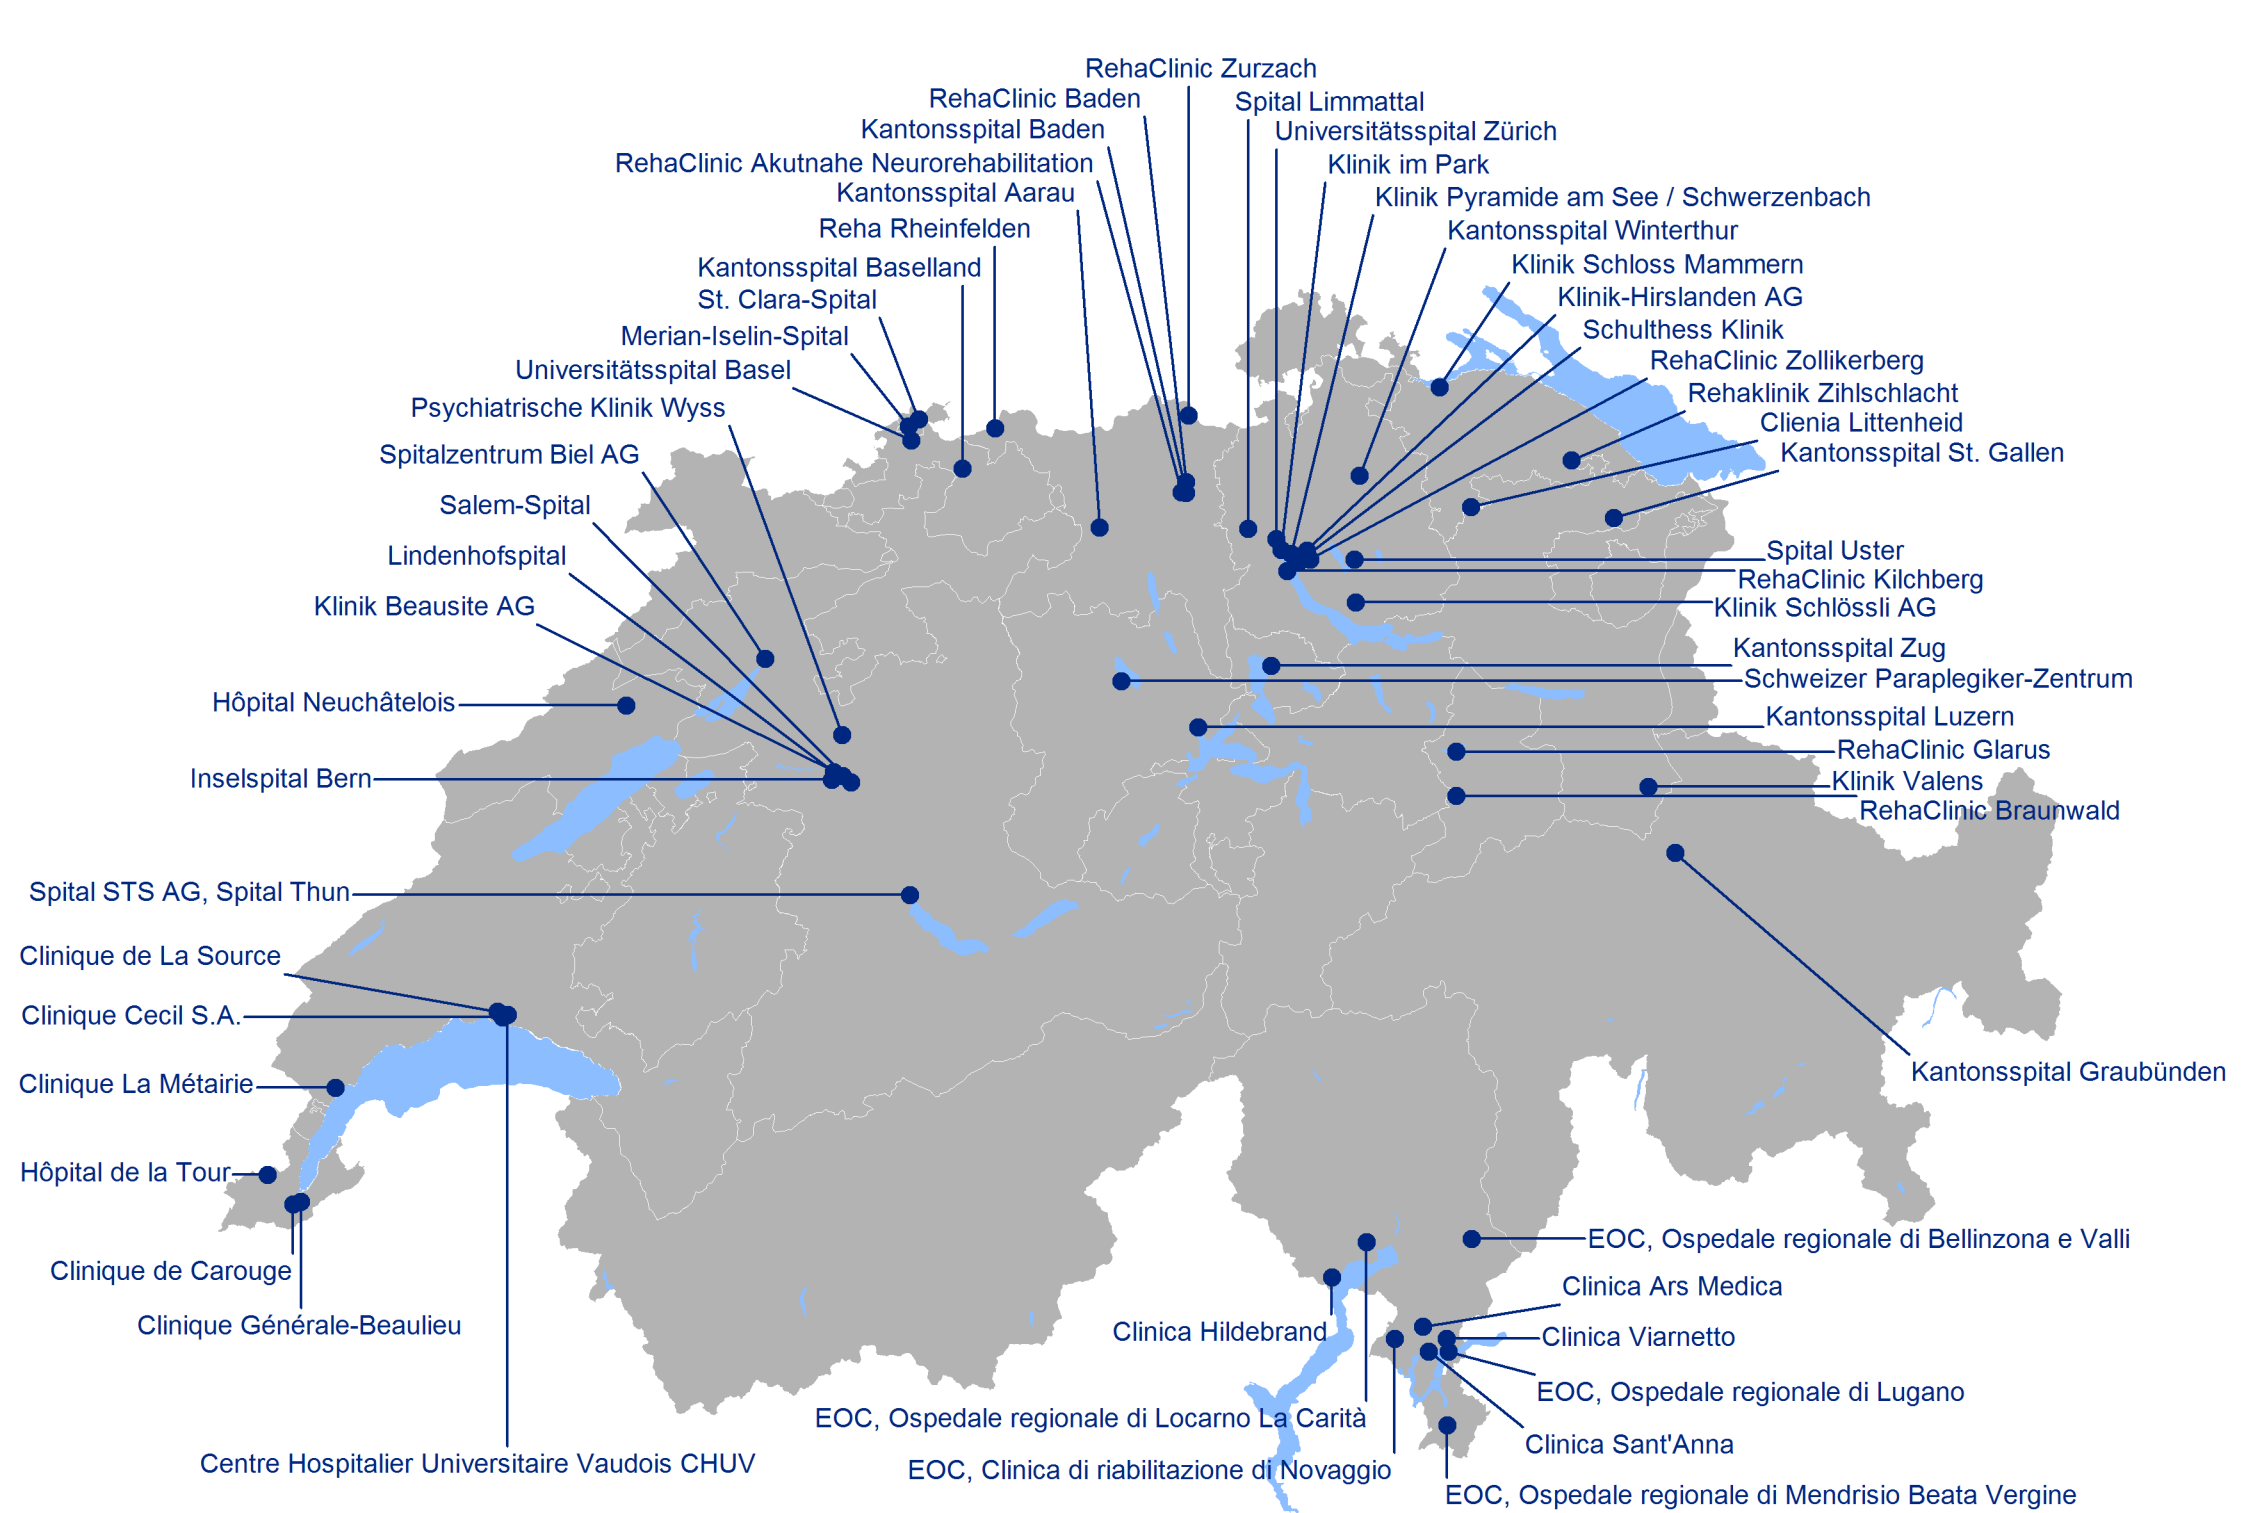 RehaClinic Zurzach
RehaClinic Baden
Spital Limmattal
Kantonsspital Baden
Universitätsspital Zürich
RehaClinic Akutnahe Neurorehabilitation
Klinik im Park
Kantonsspital Aarau
Klinik Pyramide am See / Schwerzenbach
Reha Rheinfelden
Kantonsspital Winterthur
Kantonsspital Baselland
Klinik Schloss Mammern
St. Clara-Spital
Klinik-Hirslanden AG
Merian-Iselin-Spital
Schulthess Klinik
Universitätsspital Basel
RehaClinic Zollikerberg
Psychiatrische Klinik Wyss
Rehaklinik Zihlschlacht
Clienia Littenheid
Spitalzentrum Biel AG
Kantonsspital St. Gallen
Salem-Spital
Lindenhofspital
Spital Uster
RehaClinic Kilchberg
Klinik Beausite AG
Klinik Schlössli AG
Kantonsspital Zug
Schweizer Paraplegiker-Zentrum
Hôpital Neuchâtelois
Kantonsspital Luzern
RehaClinic Glarus
Inselspital Bern
Klinik Valens
RehaClinic Braunwald
Spital STS AG, Spital Thun
Clinique de La Source
Clinique Cecil S.A.
Kantonsspital Graubünden
Clinique La Métairie
Hôpital de la Tour
EOC, Ospedale regionale di Bellinzona e Valli
Clinique de Carouge
Clinica Ars Medica
Clinique Générale-Beaulieu
Clinica Hildebrand
Clinica Viarnetto
EOC, Ospedale regionale di Lugano
EOC, Ospedale regionale di Locarno La Carità
Clinica Sant'Anna
Centre Hospitalier Universitaire Vaudois CHUV
EOC, Clinica di riabilitazione di Novaggio
EOC, Ospedale regionale di Mendrisio Beata Vergine